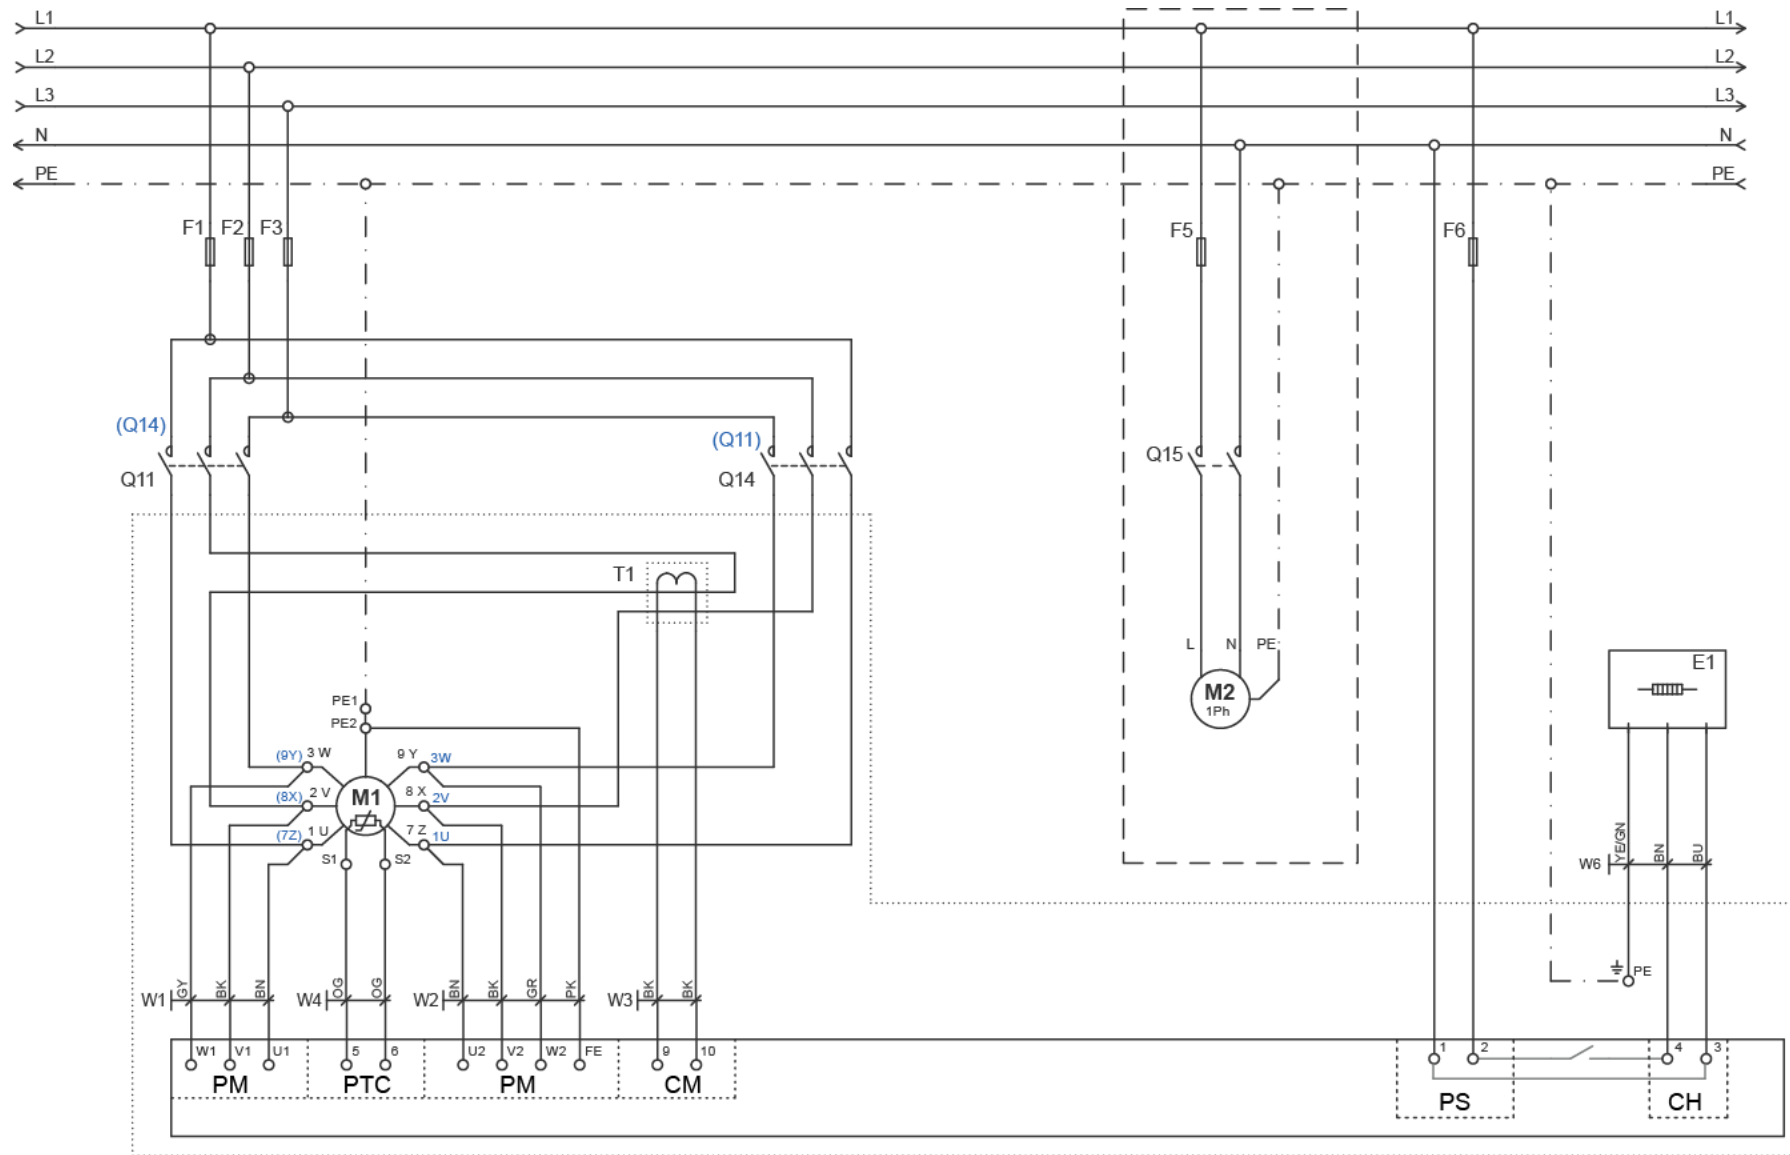 L1 L1
L2 L2
L3 L3
N N
PE PE
F1 F2 F3 F5 F6
(Q14) (Q11)
Q11 Q14 Q15
T1
L N PE
E1
M2
1Ph
PE1
PE2
(9Y) 3 W 9 Y 3W
(8X) 2 V M1 8 X 2V
(7Z) 1 U 7 Z 1U
S1 S2
W6 YE/GN BN BU
PE
W1 GY BK BN W4 OG OG W2 BN BK GR PK W3 BK BK
W1 V1 U1 5 6 U2 V2 W2 FE 9 10 1 2 4 3
PM PTC PM CM PS CH